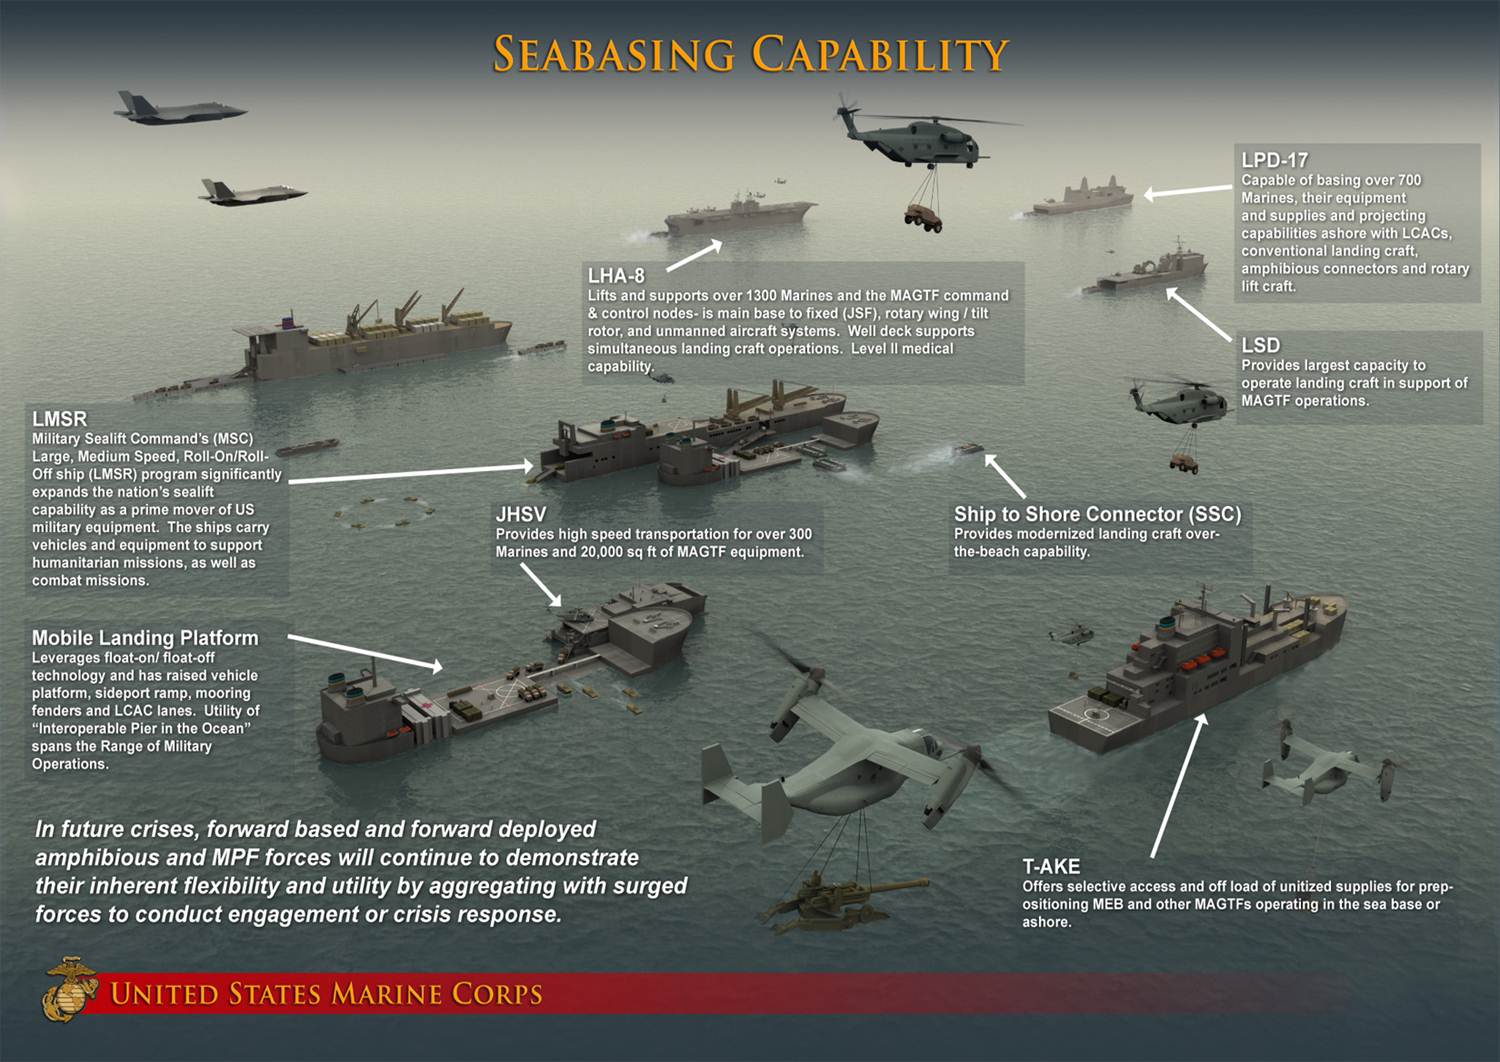 SEABASING CAPABILITY
LPD-17
Capable of basing over 700
Marines, their equipment
and supplies and projecting
capabilities ashore with LCACs,
conventional landing craft,
amphibious connectors and rotary
lift craft.
LHA-8
Lifts and supports over 1300 Marines and the MAGTF command
& control nodes- is main base to fixed (JSF), rotary wing / tilt
rotor, and unmanned aircraft systems.  Well deck supports
simultaneous landing craft operations.  Level II medical
capability.
LSD
Provides largest capacity to
operate landing craft in support of
MAGTF operations.
LMSR
Military Sealift Command's (MSC)
Large, Medium Speed, Roll-On/Roll-
Off ship (LMSR) program significantly
expands the nation's sealift
capability as a prime mover of US
military equipment.  The ships carry
vehicles and equipment to support
humanitarian missions, as well as
combat missions.
JHSV
Provides high speed transportation for over 300
Marines and 20,000 sq ft of MAGTF equipment.
Ship to Shore Connector (SSC)
Provides modernized landing craft over-
the-beach capability.
Mobile Landing Platform
Leverages float-on/ float-off
technology and has raised vehicle
platform, sideport ramp, mooring
fenders and LCAC lanes.  Utility of
"Interoperable Pier in the Ocean"
spans the Range of Military
Operations.
T-AKE
Offers selective access and off load of unitized supplies for prep-
ositioning MEB and other MAGTFs operating in the sea base or
ashore.
In future crises, forward based and forward deployed
amphibious and MPF forces will continue to demonstrate
their inherent flexibility and utility by aggregating with surged
forces to conduct engagement or crisis response.
UNITED STATES MARINE CORPS